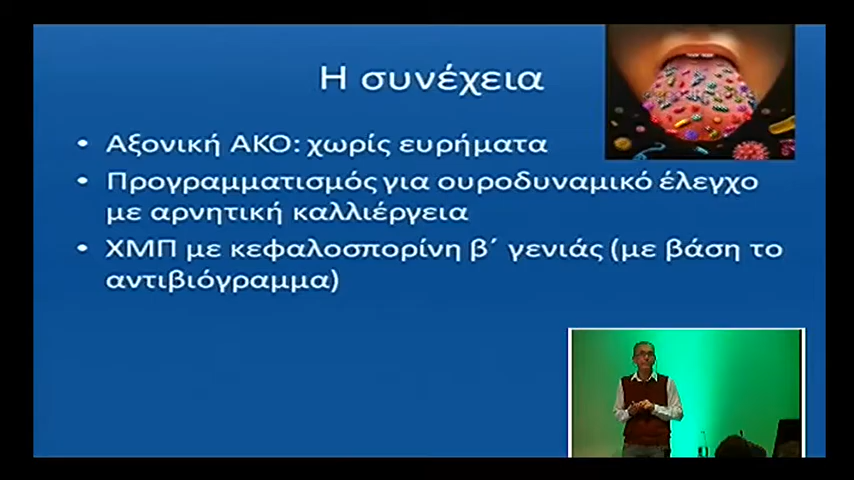 Η συνέχεια
• Αξονική ΑΚΟ: χωρίς ευρήματα
• Προγραμματισμός για ουροδυναμικό έλεγχο
με αρνητική καλλιέργεια
• ΧΜΠ με κεφαλοσπορίνη β΄ γενιάς (με βάση το
αντιβιόγραμμα)